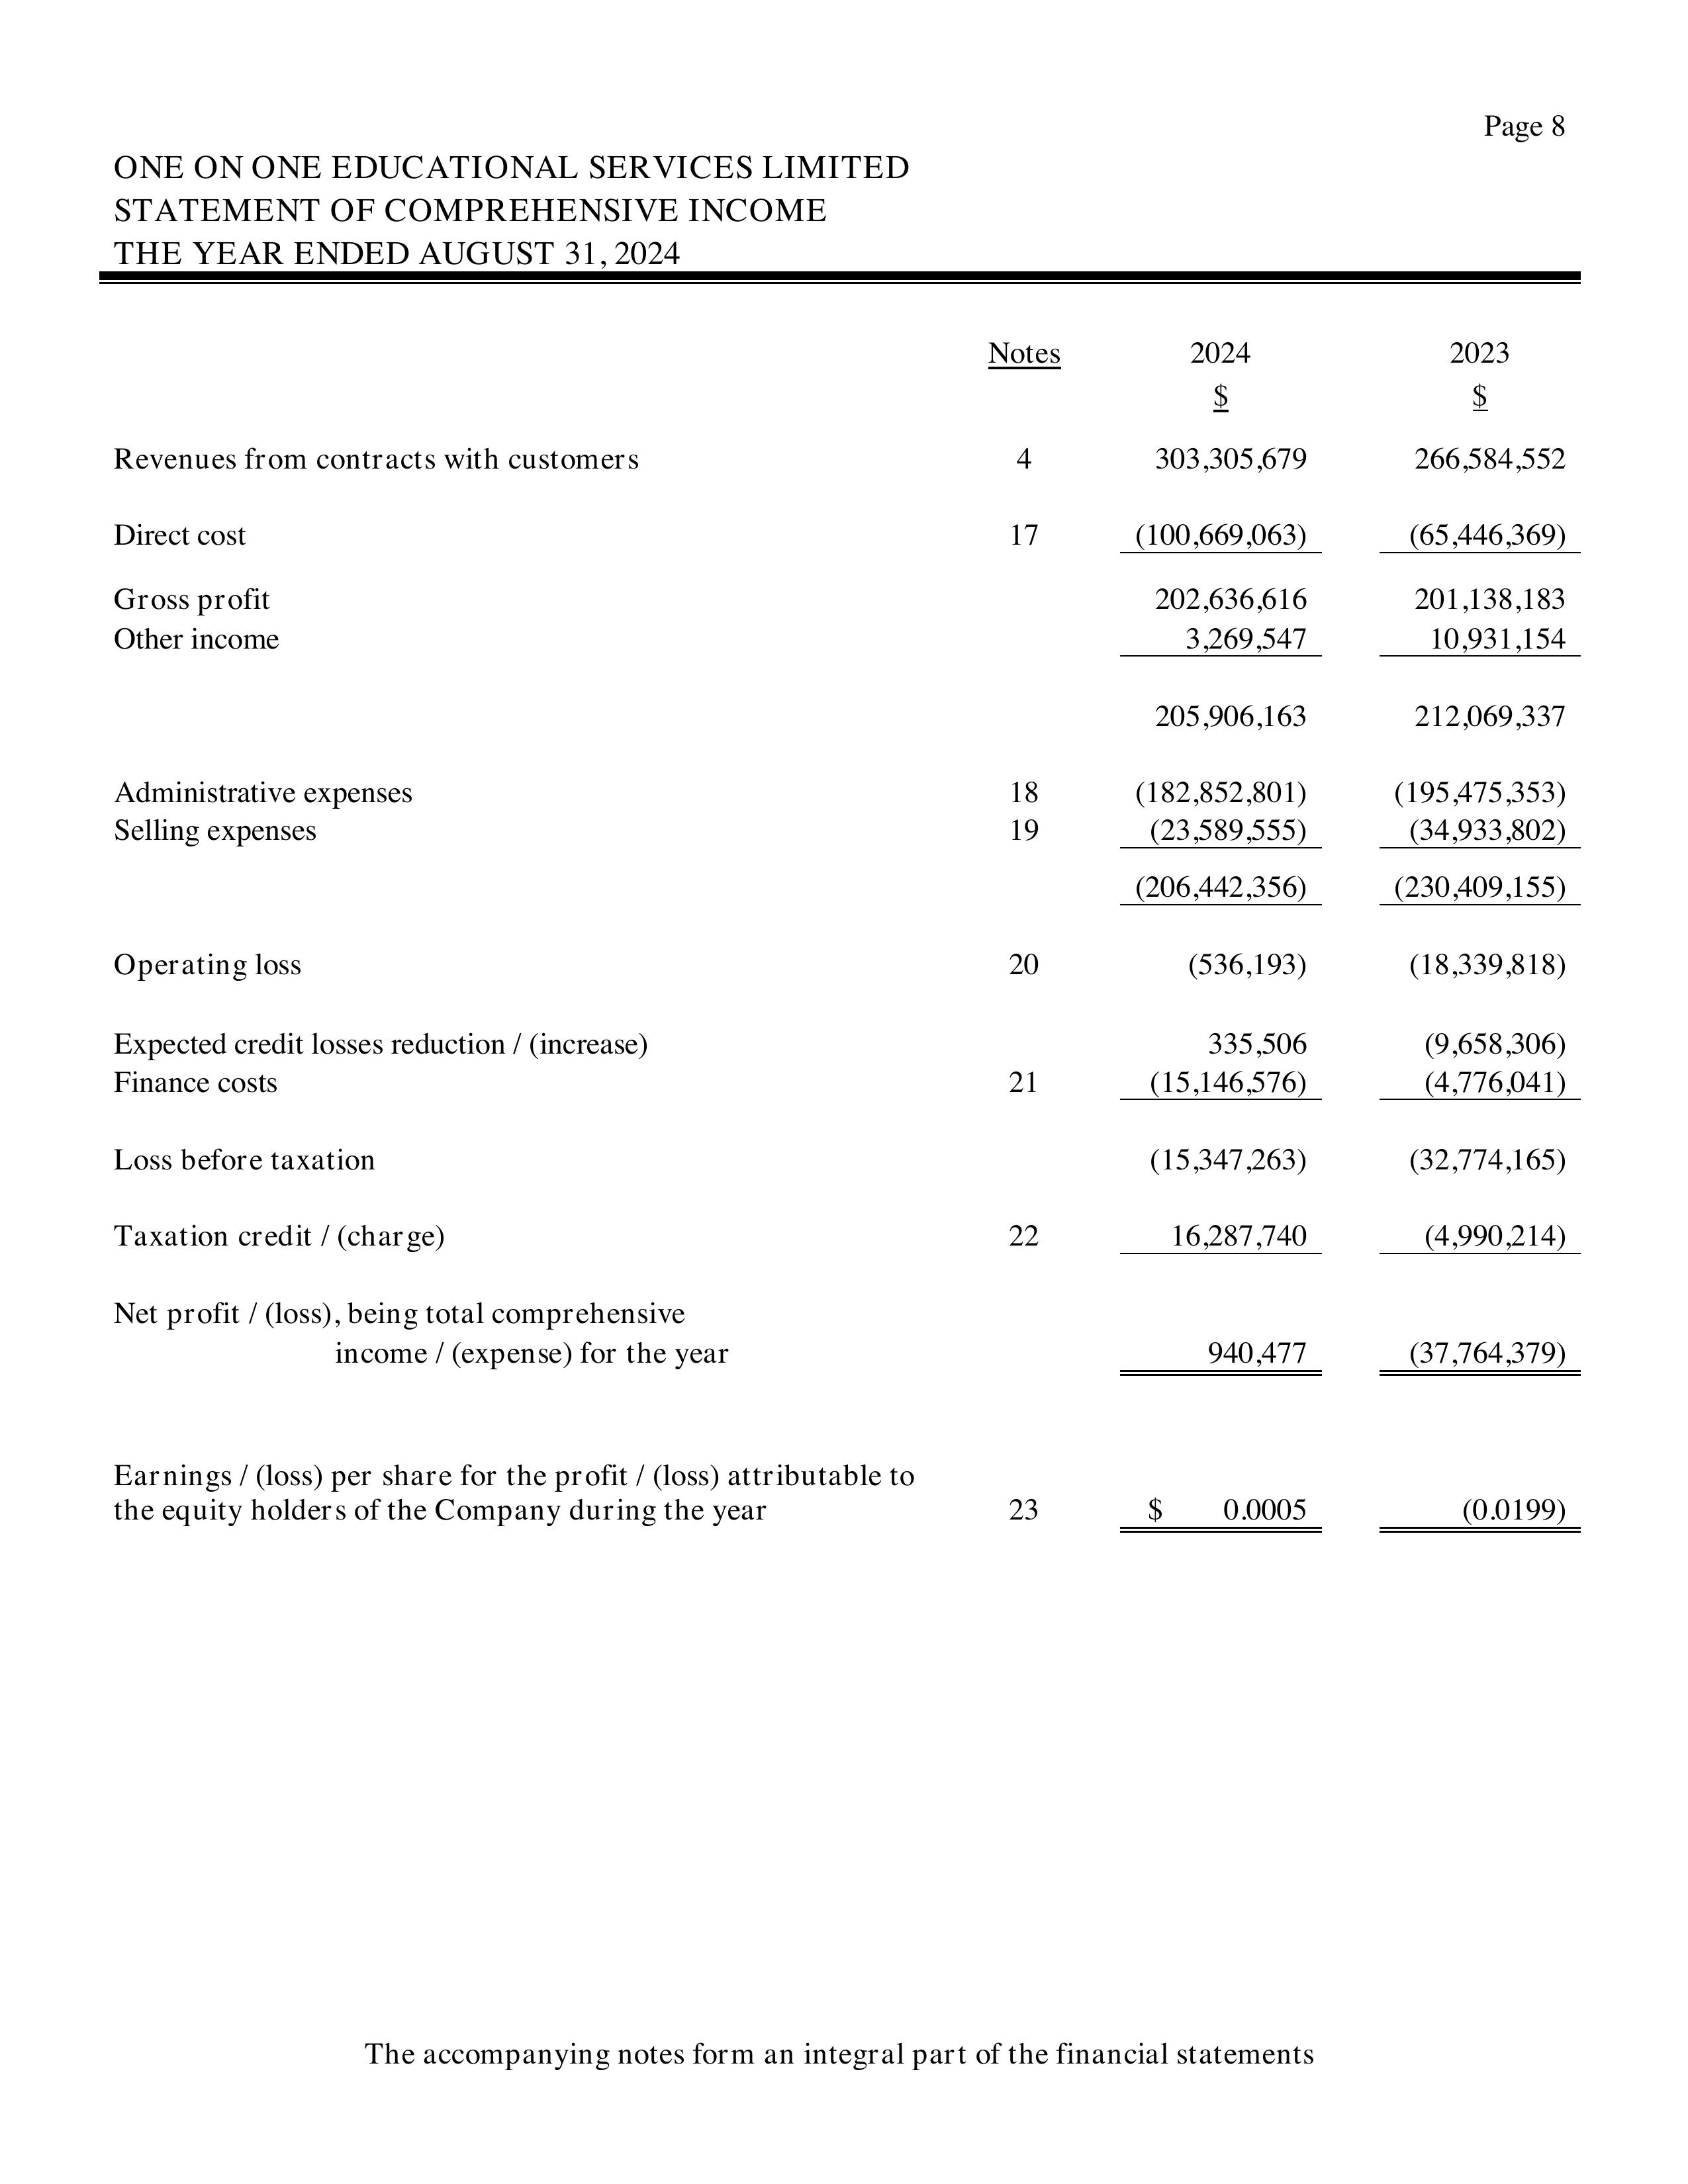 Page 8
ONE ON ONE EDUCATIONAL SERVICES LIMITED
STATEMENT OF COMPREHENSIVE INCOME
THE YEAR ENDED AUGUST 31, 2024
Notes 2024 2023
$ $
Revenues from contracts with customers 4 303,305,679 266,584,552
Direct cost 17 (100,669,063) (65,446,369)
Gross profit 202,636,616 201,138,183
Other income 3,269,547 10,931,154
205,906,163 212,069,337
Administrative expenses 18 (182,852,801) (195,475,353)
Selling expenses 19 (23,589,555) (34,933,802)
(206,442,356) (230,409,155)
Operating loss 20 (536,193) (18,339,818)
Expected credit losses reduction / (increase) 335,506 (9,658,306)
Finance costs 21 (15,146,576) (4,776,041)
Loss before taxation (15,347,263) (32,774,165)
Taxation credit / (charge) 22 16,287,740 (4,990,214)
Net profit / (loss), being total comprehensive
income / (expense) for the year 940,477 (37,764,379)
Earnings / (loss) per share for the profit / (loss) attributable to
the equity holders of the Company during the year 23 $ 0.0005 (0.0199)
The accompanying notes form an integral part of the financial statements